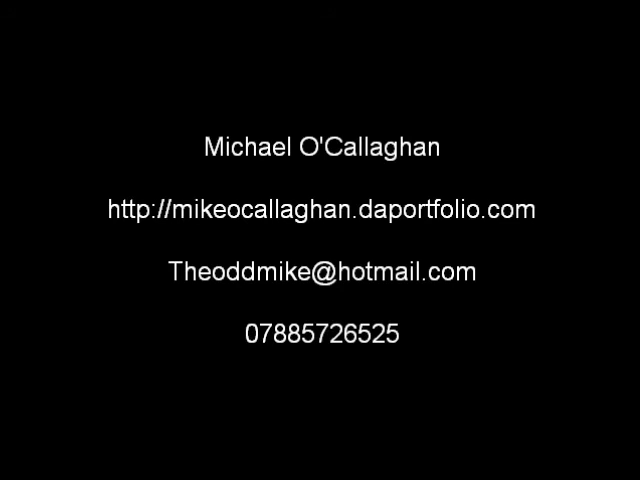 Michael O'Callaghan
http://mikeocallaghan.daportfolio.com
Theoddmike@hotmail.com
07885726525